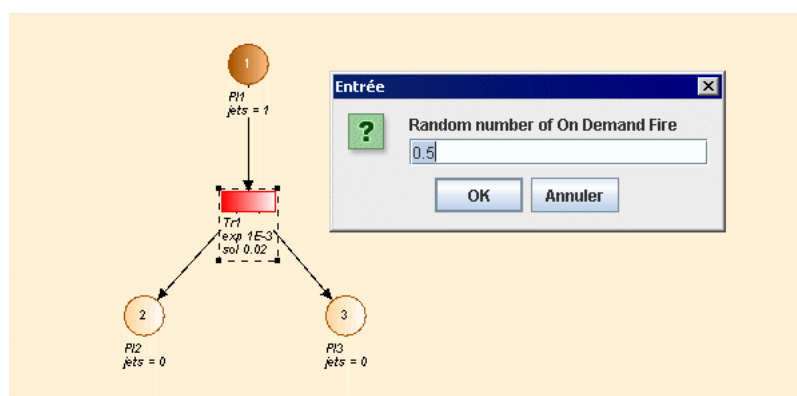 1
Pl1
jets = 1
Entrée
Random number of On Demand Fire
0.5
OK Annuler
Tr1
exp 1E-3
sol 0.02
2 3
Pl2 Pl3
jets = 0 jets = 0